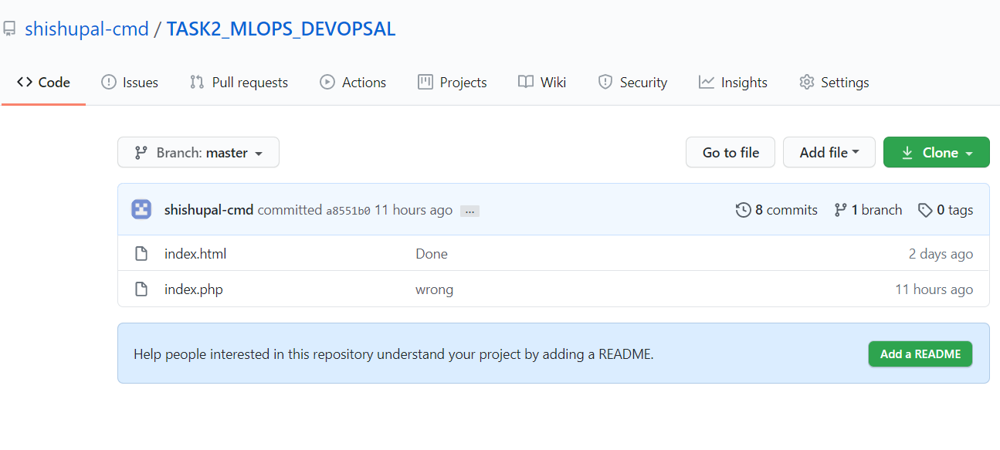 shishupal-cmd / TASK2_MLOPS_DEVOPSAL
Code Issues Pull requests Actions Projects Wiki Security Insights Settings
Branch: master Go to file Add file Clone
shishupal-cmd committed a8551b0 11 hours ago ... 8 commits 1 branch 0 tags
index.html Done 2 days ago
index.php wrong 11 hours ago
Help people interested in this repository understand your project by adding a README. Add a README